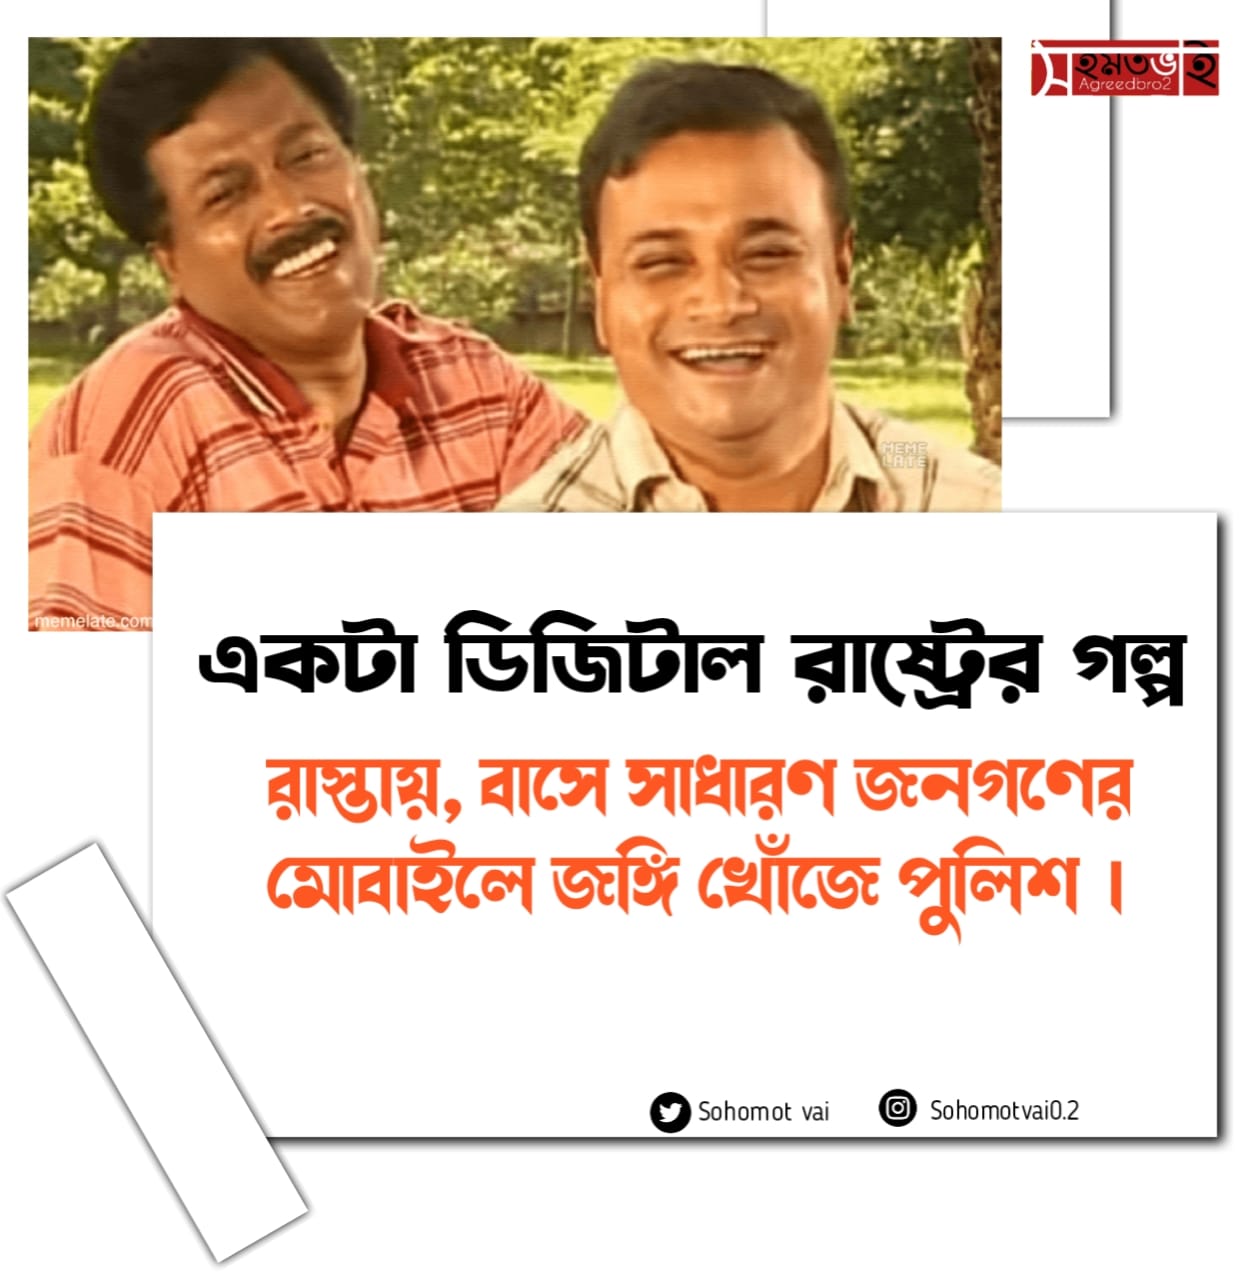 সহমতভাই
Agreedbro2
MEME
LATE
memelate.com
একটা ডিজিটাল রাষ্ট্রের গল্প
রাস্তায়, বাসে সাধারণ জনগণের
মোবাইলে জঙ্গি খোঁজে পুলিশ।
Sohomot vai
Sohomotvai0.2